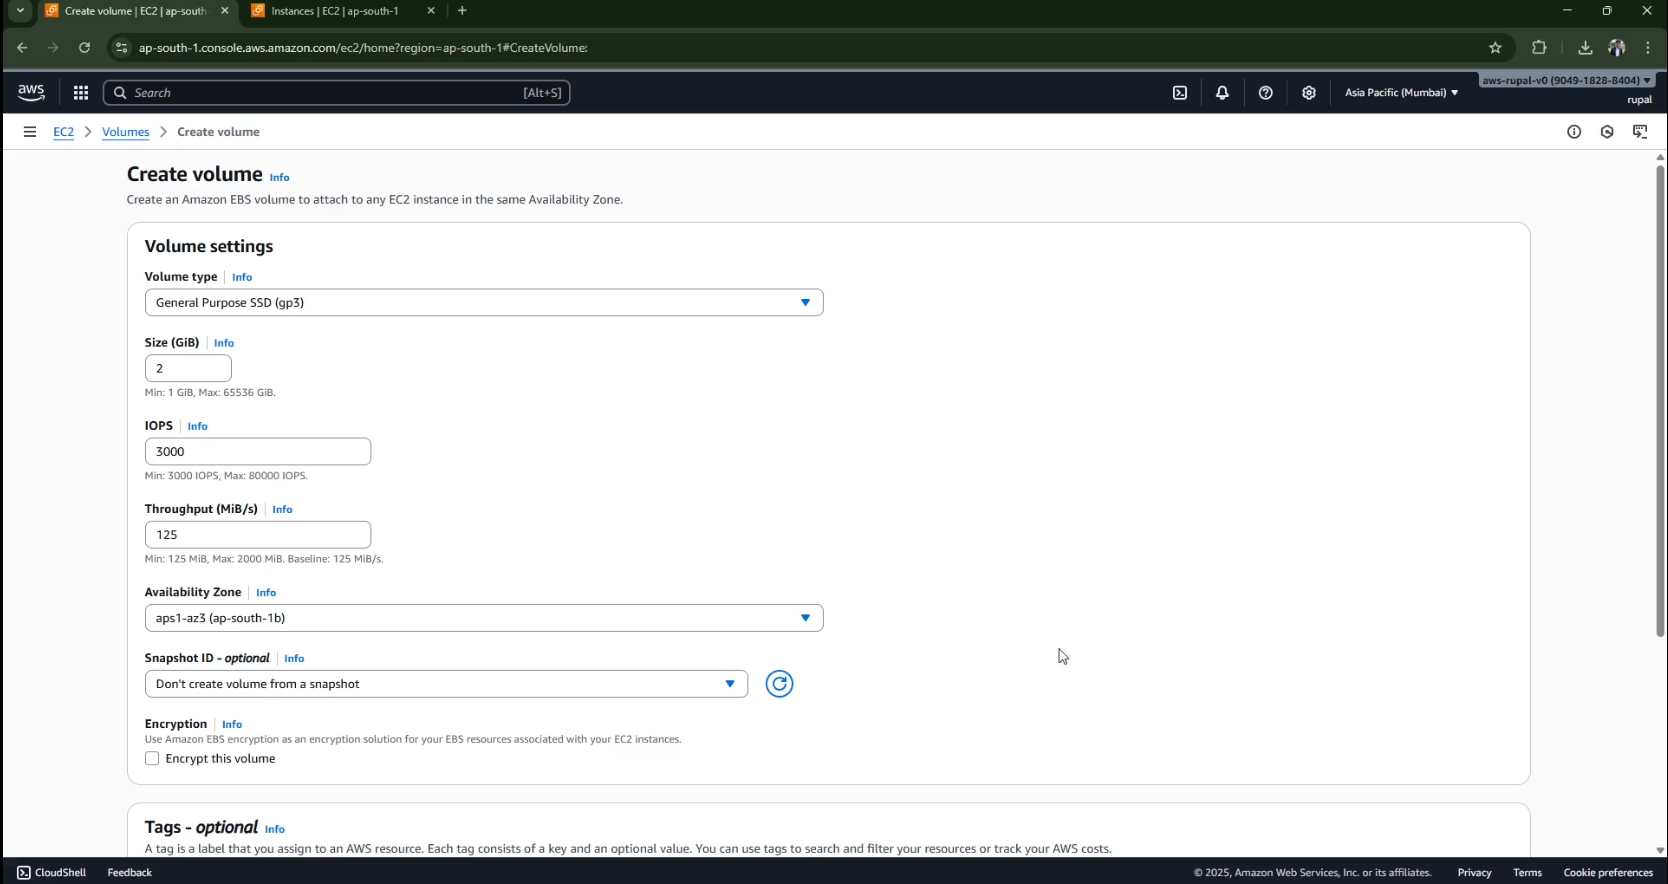 Create volume | EC2 | ap-south-
Instances | EC2 | ap-south-1
ap-south-1.console.aws.amazon.com/ec2/home?region=ap-south-1#CreateVolume:
aws
Search
[Alt+S]
Asia Pacific (Mumbai)
aws-rupal-v0 (9049-1828-8404)
rupal
EC2
Volumes
Create volume
Create volume Info
Create an Amazon EBS volume to attach to any EC2 instance in the same Availability Zone.
Volume settings
Volume type Info
General Purpose SSD (gp3)
Size (GiB) Info
2
Min: 1 GiB, Max: 65536 GiB.
IOPS Info
3000
Min: 3000 IOPS, Max: 80000 IOPS.
Throughput (MiB/s) Info
125
Min: 125 MiB, Max: 2000 MiB. Baseline: 125 MiB/s.
Availability Zone Info
aps1-az3 (ap-south-1b)
Snapshot ID - optional Info
Don't create volume from a snapshot
Encryption Info
Use Amazon EBS encryption as an encryption solution for your EBS resources associated with your EC2 instances.
Encrypt this volume
Tags - optional Info
A tag is a label that you assign to an AWS resource. Each tag consists of a key and an optional value. You can use tags to search and filter your resources or track your AWS costs.
CloudShell
Feedback
© 2025, Amazon Web Services, Inc. or its affiliates.
Privacy
Terms
Cookie preferences